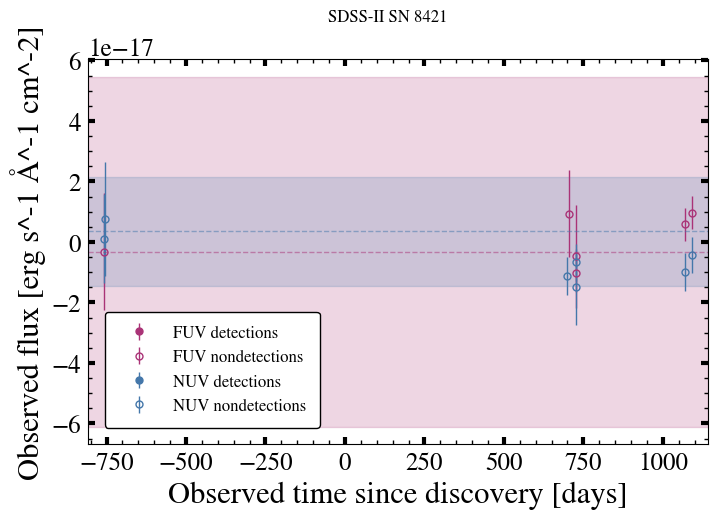 SDSS-II SN 8421
1e−17
Observed flux [erg s^-1 Å^-1 cm^-2]
6
4
2
0
−2
−4
−6
FUV detections
FUV nondetections
NUV detections
NUV nondetections
−750 −500 −250 0 250 500 750 1000
Observed time since discovery [days]